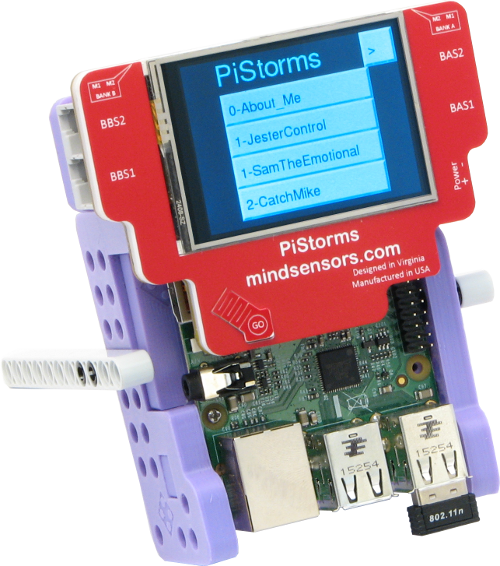 M1 M2
BANK B
BBS2
BBS1
PiStorms
>
0-About_Me
1-JesterControl
1-SamTheEmotional
2-CatchMike
M2 M1
BANK A
BAS2
BAS1
Power
- +
PiStorms
mindsensors.com
Designed in Virginia
Manufactured in USA
GO
15254
15254
802.11n